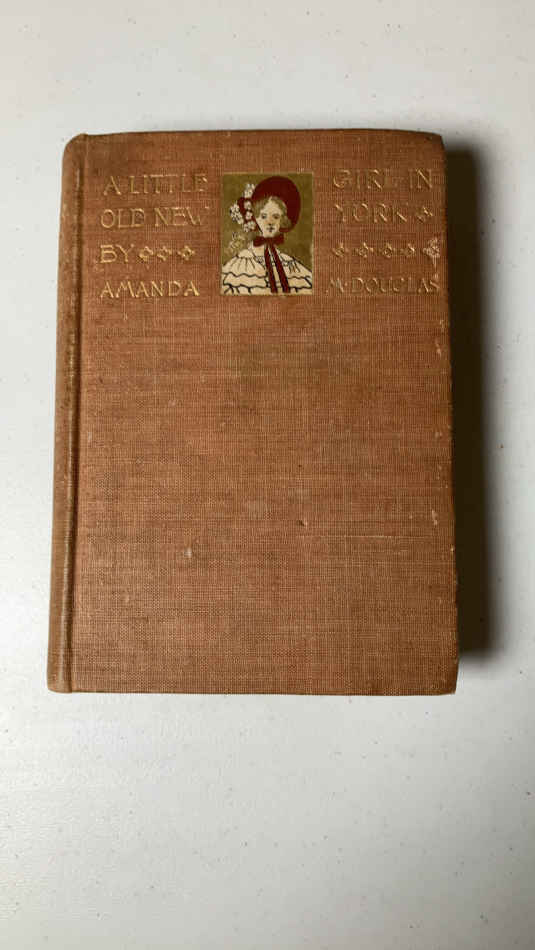 A LITTLE GIRL IN
OLD NEW YORK
BY
AMANDA M. DOUGLAS